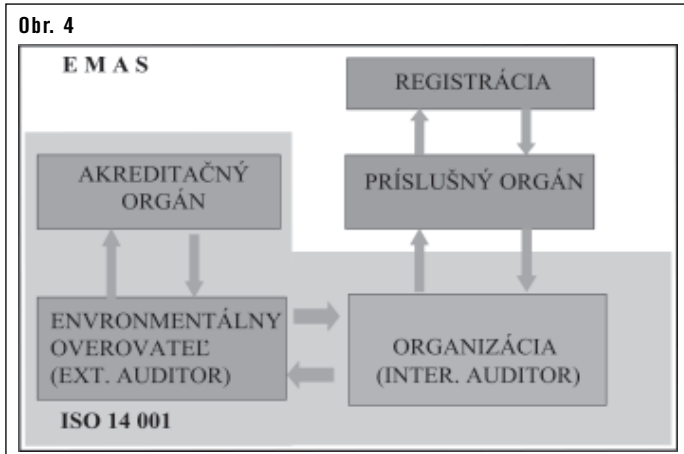 Obr. 4
E M A S
REGISTRÁCIA
AKREDITAČNÝ
ORGÁN
PRÍSLUŠNÝ ORGÁN
ENVRONMENTÁLNY
OVEROVATEĽ
(EXT. AUDITOR)
ORGANIZÁCIA
(INTER. AUDITOR)
ISO 14 001